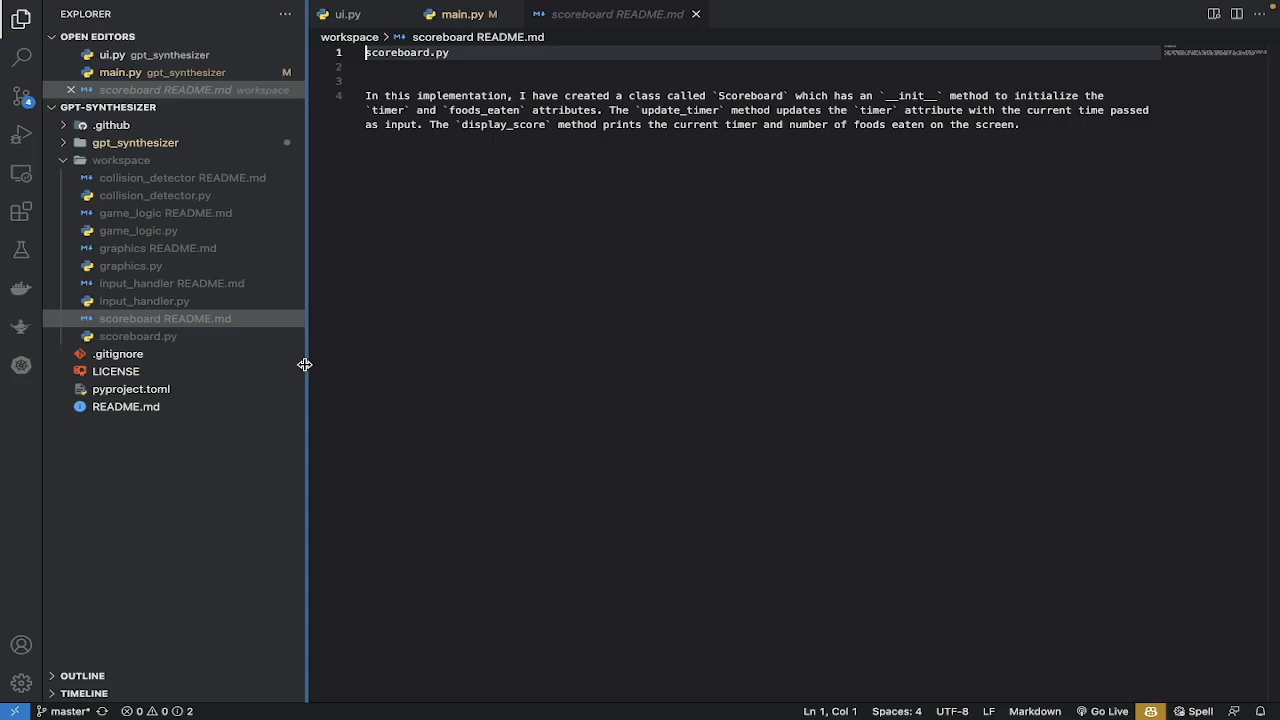 EXPLORER
OPEN EDITORS
ui.py gpt_synthesizer
main.py gpt_synthesizer M
scoreboard README.md workspace
GPT-SYNTHESIZER
.github
gpt_synthesizer
workspace
collision_detector README.md
collision_detector.py
game_logic README.md
game_logic.py
graphics README.md
graphics.py
input_handler README.md
input_handler.py
scoreboard README.md
scoreboard.py
.gitignore
LICENSE
pyproject.toml
README.md
OUTLINE
TIMELINE
4
ui.py main.py M scoreboard README.md
workspace > scoreboard README.md
1 scoreboard.py
2
3
4 In this implementation, I have created a class called `Scoreboard` which has an `__init__` method to initialize the
`timer` and `foods_eaten` attributes. The `update_timer` method updates the `timer` attribute with the current time passed
as input. The `display_score` method prints the current timer and number of foods eaten on the screen.
master* 0 0 2 Ln 1, Col 1 Spaces: 4 UTF-8 LF Markdown Go Live Spell